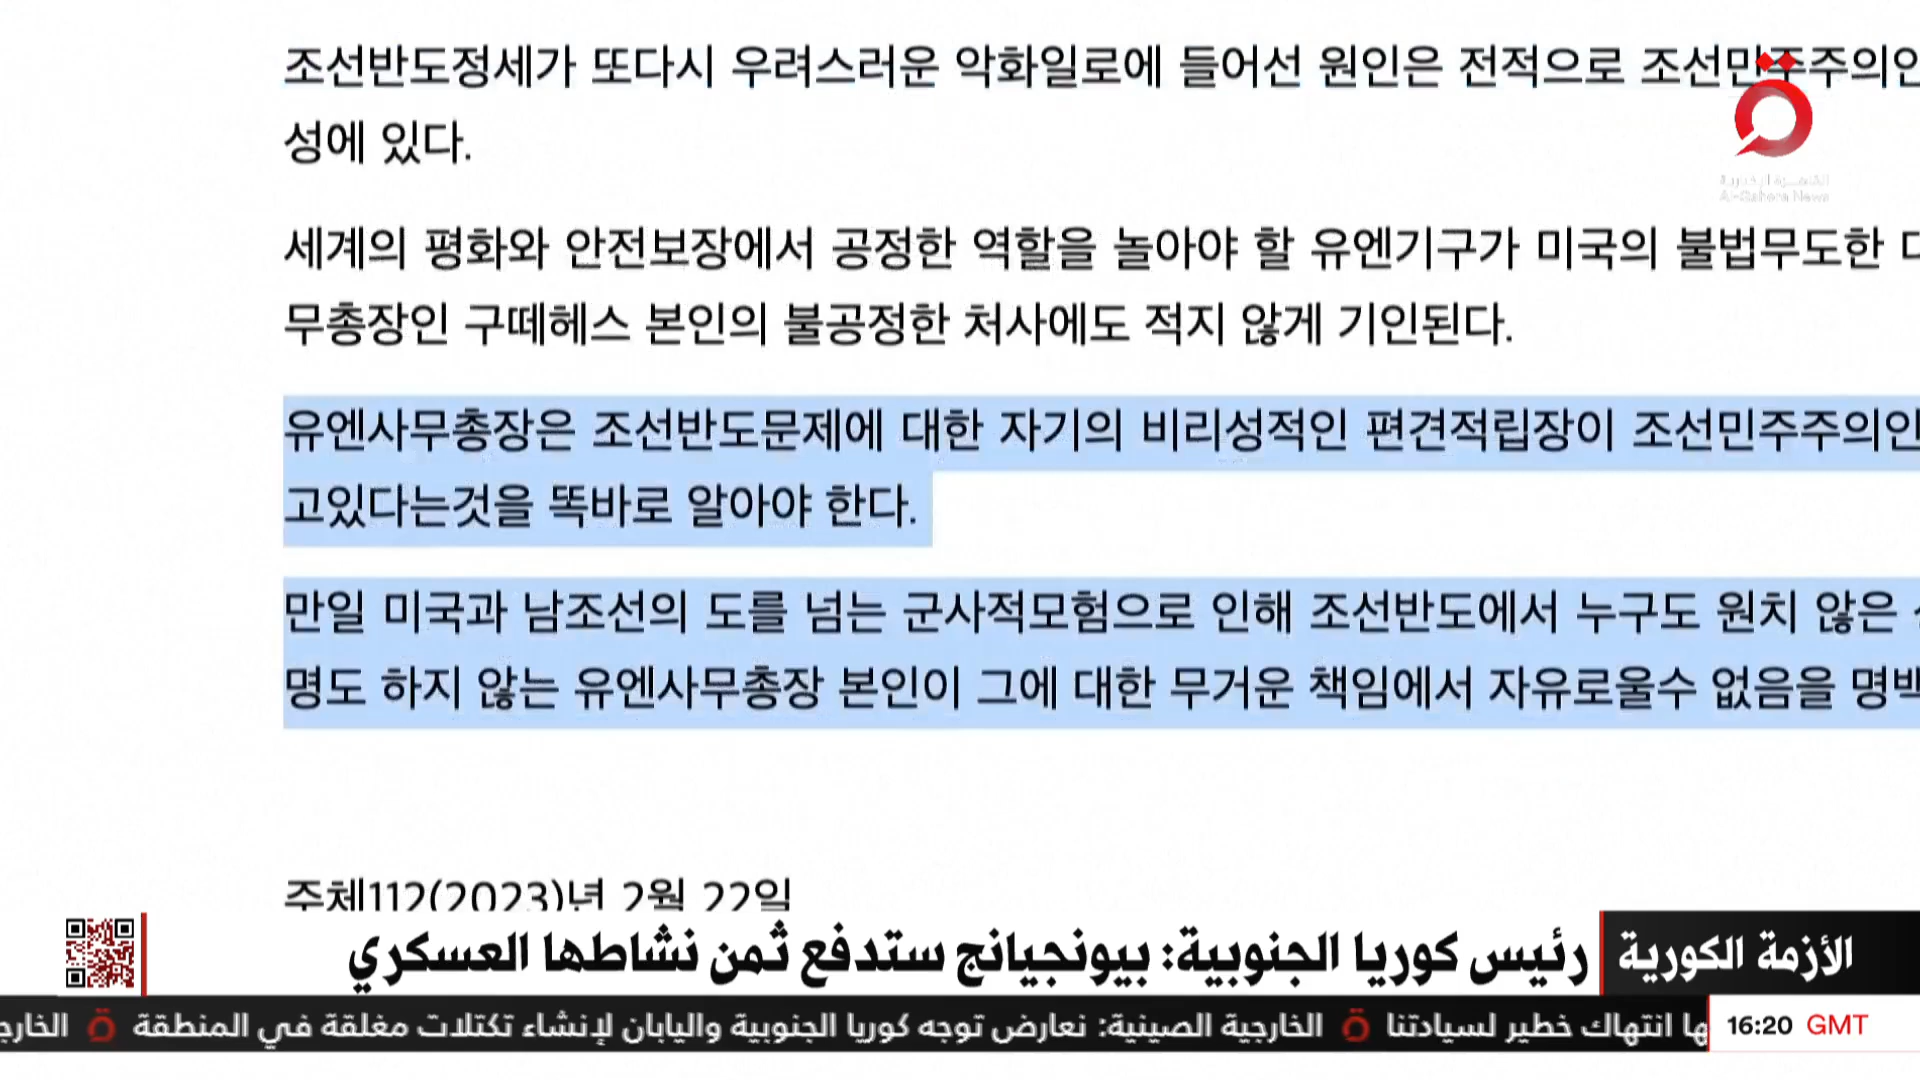 조선반도정세가 또다시 우려스러운 악화일로에 들어선 원인은 전적으로 조선민주주의인
성에 있다.
القاهرة الإخبارية
Al-Qahera News
세계의 평화와 안전보장에서 공정한 역할을 놀아야 할 유엔기구가 미국의 불법무도한
무총장인 구떼헤스 본인의 불공정한 처사에도 적지 않게 기인된다.
유엔사무총장은 조선반도문제에 대한 자기의 비리성적인 편견적립장이 조선민주주의인
고있다는것을 똑바로 알아야 한다.
만일 미국과 남조선의 도를 넘는 군사적모험으로 인해 조선반도에서 누구도 원치 않은
명도 하지 않는 유엔사무총장 본인이 그에 대한 무거운 책임에서 자유로울수 없음을 명백
주체112(2023)년 2월 22일
الأزمة الكورية
رئيس كوريا الجنوبية: بيونجيانج ستدفع ثمن نشاطها العسكري
16:20 GMT
ها انتهاك خطير لسيادتنا الخارجية الصينية: نعارض توجه كوريا الجنوبية واليابان لإنشاء تكتلات مغلقة في المنطقة الخارج